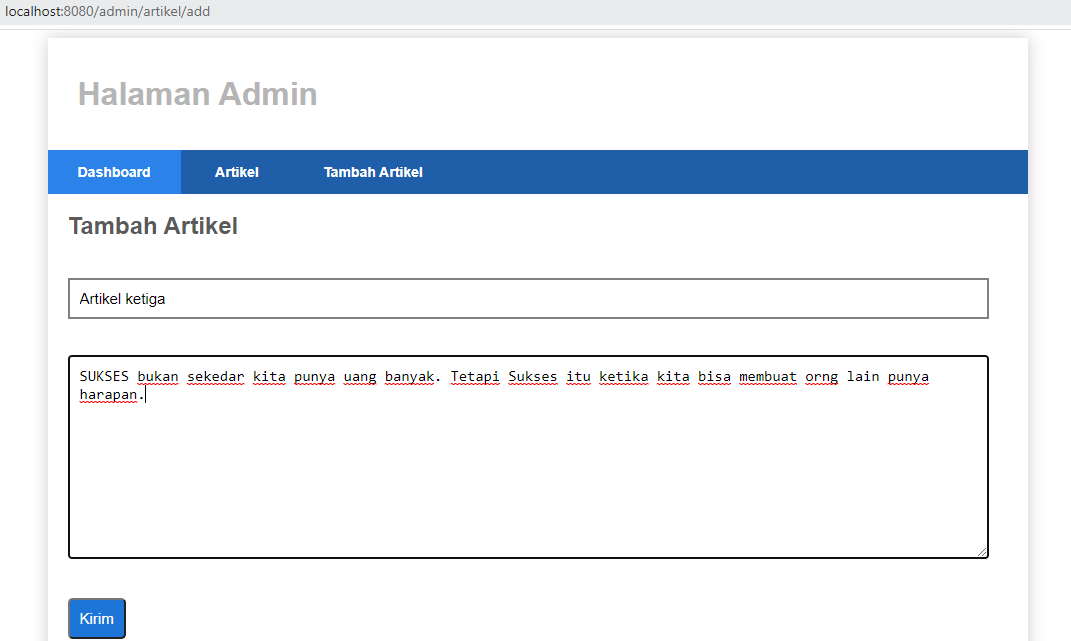 localhost:8080/admin/artikel/add
Halaman Admin
Dashboard Artikel Tambah Artikel
Tambah Artikel
Artikel ketiga
SUKSES bukan sekedar kita punya uang banyak. Tetapi Sukses itu ketika kita bisa membuat orng lain punya
harapan.
Kirim